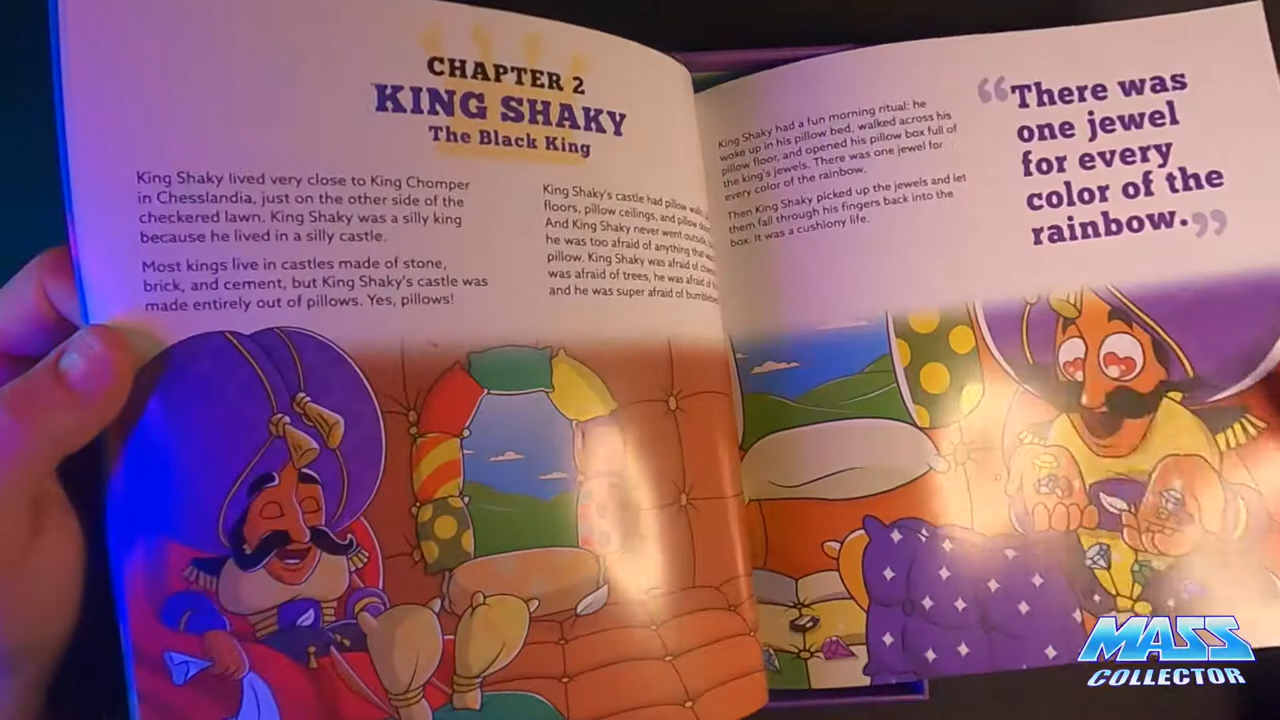 CHAPTER 2
KING SHAKY
The Black King
King Shaky lived very close to King Chomper
in Chesslandia, just on the other side of the
checkered lawn. King Shaky was a silly king
because he lived in a silly castle.
Most kings live in castles made of stone,
brick, and cement, but King Shaky's castle was
made entirely out of pillows. Yes, pillows!
King Shaky's castle had pillow
floors, pillow ceilings, and pillow
And King Shaky never went outside,
he was too afraid of anything that
pillow. King Shaky was afraid of
was afraid of trees, he was afraid of
and he was super afraid of
King Shaky had a fun morning ritual: he
woke up in his pillow bed, walked across his
pillow floor, and opened his pillow box full of
the king's jewels. There was one jewel for
every color of the rainbow.
Then King Shaky picked up the jewels and let
them fall through his fingers back into the
box. It was a cushiony life.
“There was
one jewel
for every
color of the
rainbow.”
MASS
COLLECTOR